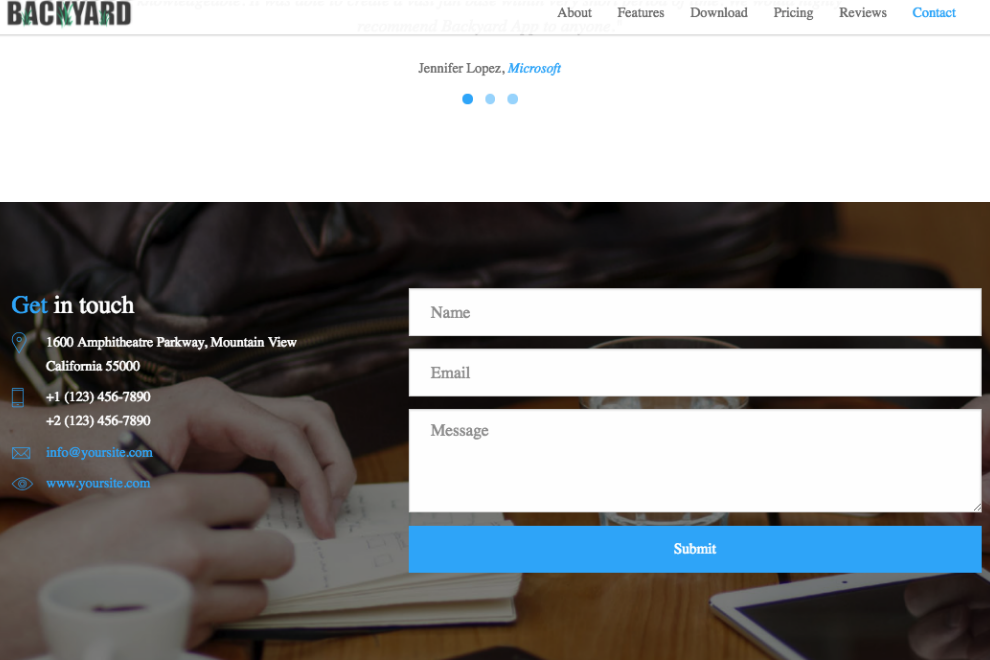 BACKYARD
About Features Download Pricing Reviews Contact
recommend Backyard App to anyone.
Jennifer Lopez, Microsoft
Get in touch
1600 Amphitheatre Parkway, Mountain View
California 55000
+1 (123) 456-7890
+2 (123) 456-7890
info@yoursite.com
www.yoursite.com
Name
Email
Message
Submit